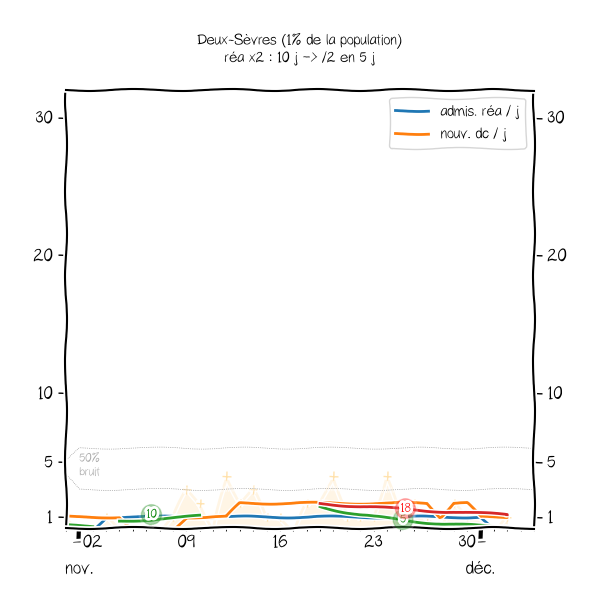 Deux-Sèvres (1% de la population)
réa x2 : 10 j -> /2 en 5 j
admis. réa / j
nouv. dc / j
30 30
20 20
10 10
50%
bruit
5 5
10
18
5
1 1
02 09 16 23 30
nov. déc.